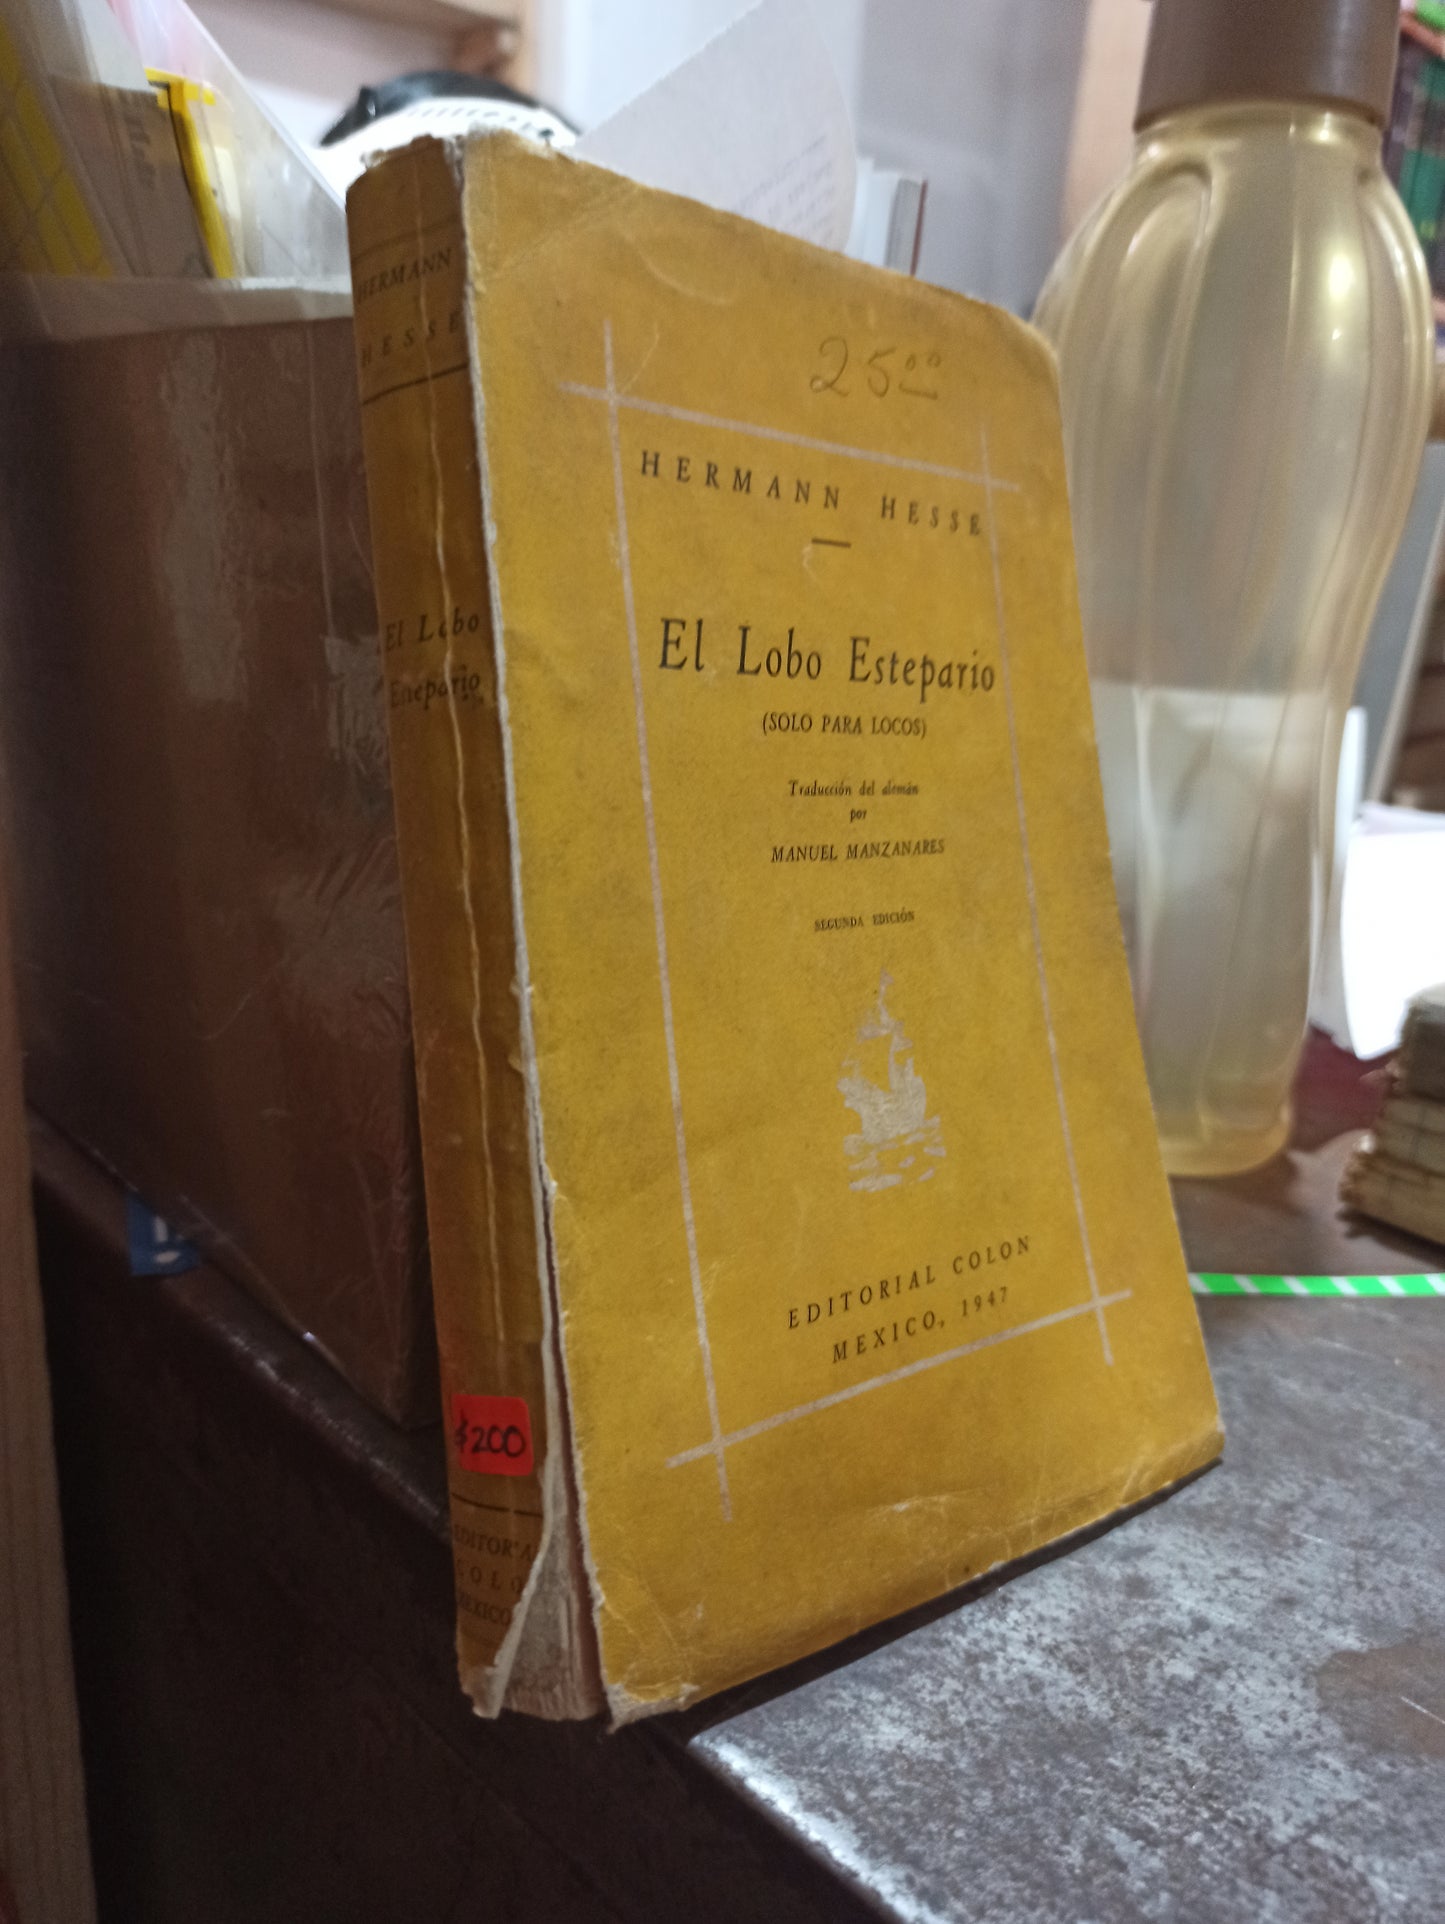 HERMANN
HESSE
El Lobo
Estepario
$200
25.00
HERMANN HESSE
El Lobo Estepario
(SOLO PARA LOCOS)
Traducción del alemán
por
MANUEL MANZANARES
SEGUNDA EDICIÓN
EDITORIAL COLON
MEXICO, 1947